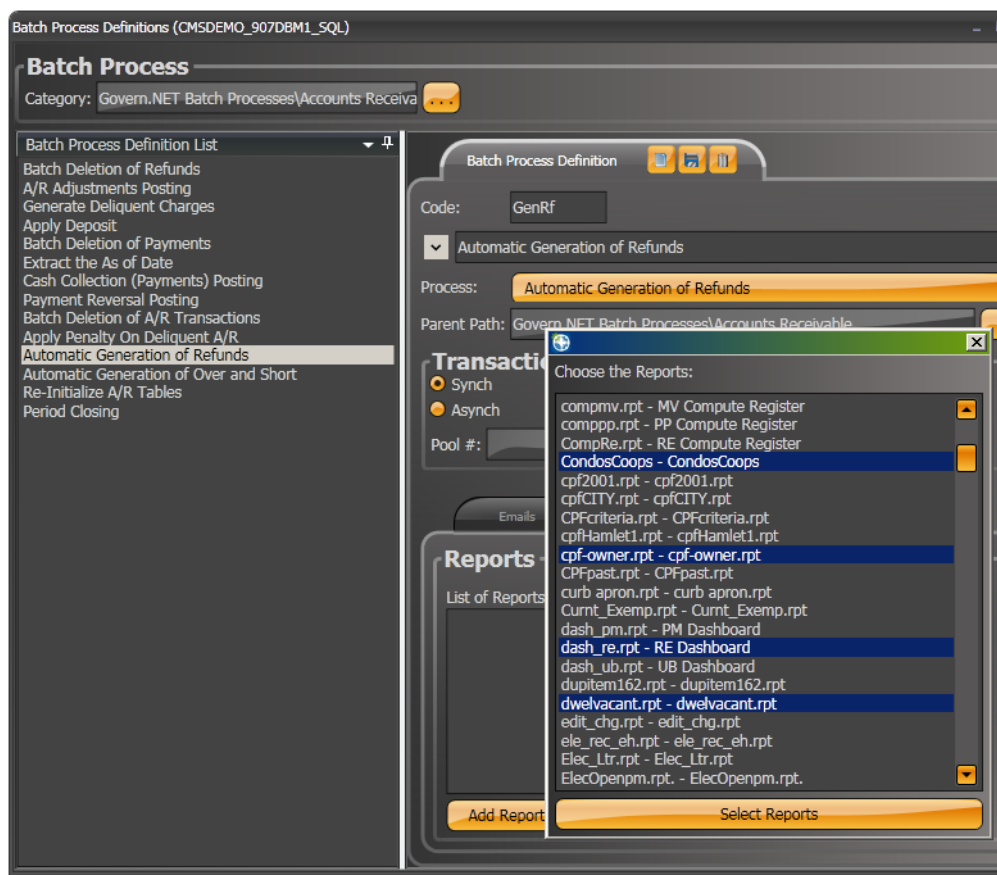 Batch Process Definitions (CMSDEMO_907DBM1_SQL)
Batch Process
Category: Govern.NET Batch Processes\Accounts Receiva ...
Batch Process Definition List
Batch Deletion of Refunds
A/R Adjustments Posting
Generate Deliquent Charges
Apply Deposit
Batch Deletion of Payments
Extract the As of Date
Cash Collection (Payments) Posting
Payment Reversal Posting
Batch Deletion of A/R Transactions
Apply Penalty On Deliquent A/R
Automatic Generation of Refunds
Automatic Generation of Over and Short
Re-Initialize A/R Tables
Period Closing
Batch Process Definition
Code: GenRf
Automatic Generation of Refunds
Process: Automatic Generation of Refunds
Parent Path: Govern.NET Batch Processes\Accounts Receivable
Transactio
Synch
Asynch
Pool #:
Emails
Reports
List of Reports
Add Report
Choose the Reports:
compmv.rpt - MV Compute Register
comppp.rpt - PP Compute Register
CompRe.rpt - RE Compute Register
CondosCoops - CondosCoops
cpf2001.rpt - cpf2001.rpt
cpfCITY.rpt - cpfCITY.rpt
CPFcriteria.rpt - CPFcriteria.rpt
cpfHamlet1.rpt - cpfHamlet1.rpt
cpf-owner.rpt - cpf-owner.rpt
CPFpast.rpt - CPFpast.rpt
curb apron.rpt - curb apron.rpt
Curnt_Exemp.rpt - Curnt_Exemp.rpt
dash_pm.rpt - PM Dashboard
dash_re.rpt - RE Dashboard
dash_ub.rpt - UB Dashboard
dupitem162.rpt - dupitem162.rpt
dwelvacant.rpt - dwelvacant.rpt
edit_chg.rpt - edit_chg.rpt
ele_rec_eh.rpt - ele_rec_eh.rpt
Elec_Ltr.rpt - Elec_Ltr.rpt
ElecOpenpm.rpt. - ElecOpenpm.rpt.
Select Reports